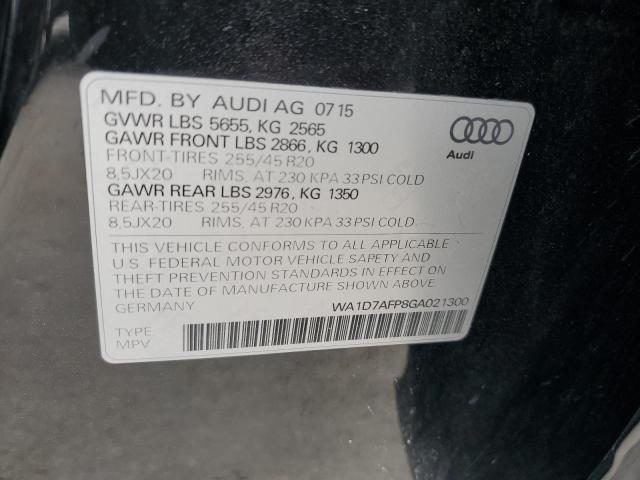 MFD. BY AUDI AG 07 15
GVWR LBS 5655, KG 2565
GAWR FRONT LBS 2866, KG 1300
FRONT-TIRES 255/45 R20
8,5JX20 RIMS, AT 230 KPA 33 PSI COLD
GAWR REAR LBS 2976, KG 1350
REAR-TIRES 255/45 R20
8,5JX20 RIMS, AT 230 KPA 33 PSI COLD
Audi
THIS VEHICLE CONFORMS TO ALL APPLICABLE
U.S. FEDERAL MOTOR VEHICLE SAFETY AND
THEFT PREVENTION STANDARDS IN EFFECT ON
THE DATE OF MANUFACTURE SHOWN ABOVE.
GERMANY
WA1D7AFP8GA021300
TYPE:
MPV